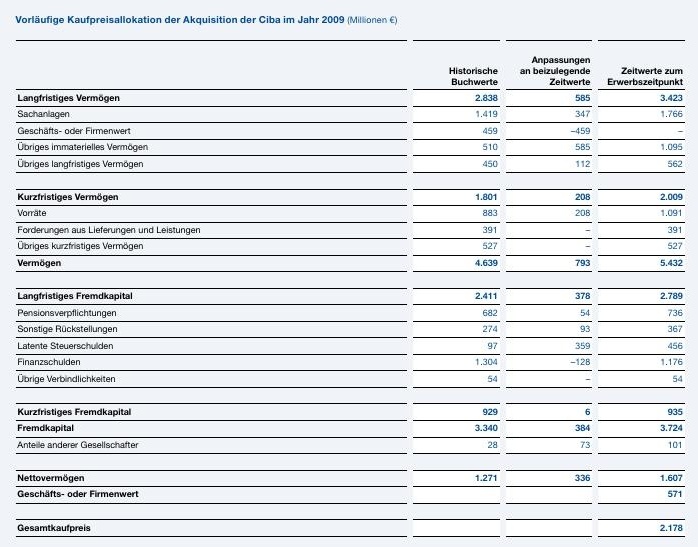 Vorläufige Kaufpreisallokation der Akquisition der Ciba im Jahr 2009 (Millionen €)
Historische Buchwerte Anpassungen an beizulegende Zeitwerte Zeitwerte zum Erwerbszeitpunkt
Langfristiges Vermögen 2.838 585 3.423
Sachanlagen 1.419 347 1.766
Geschäfts- oder Firmenwert 459 –459 –
Übriges immaterielles Vermögen 510 585 1.095
Übriges langfristiges Vermögen 450 112 562
Kurzfristiges Vermögen 1.801 208 2.009
Vorräte 883 208 1.091
Forderungen aus Lieferungen und Leistungen 391 – 391
Übriges kurzfristiges Vermögen 527 – 527
Vermögen 4.639 793 5.432
Langfristiges Fremdkapital 2.411 378 2.789
Pensionsverpflichtungen 682 54 736
Sonstige Rückstellungen 274 93 367
Latente Steuerschulden 97 359 456
Finanzschulden 1.304 –128 1.176
Übrige Verbindlichkeiten 54 – 54
Kurzfristiges Fremdkapital 929 6 935
Fremdkapital 3.340 384 3.724
Anteile anderer Gesellschafter 28 73 101
Nettovermögen 1.271 336 1.607
Geschäfts- oder Firmenwert 571
Gesamtkaufpreis 2.178